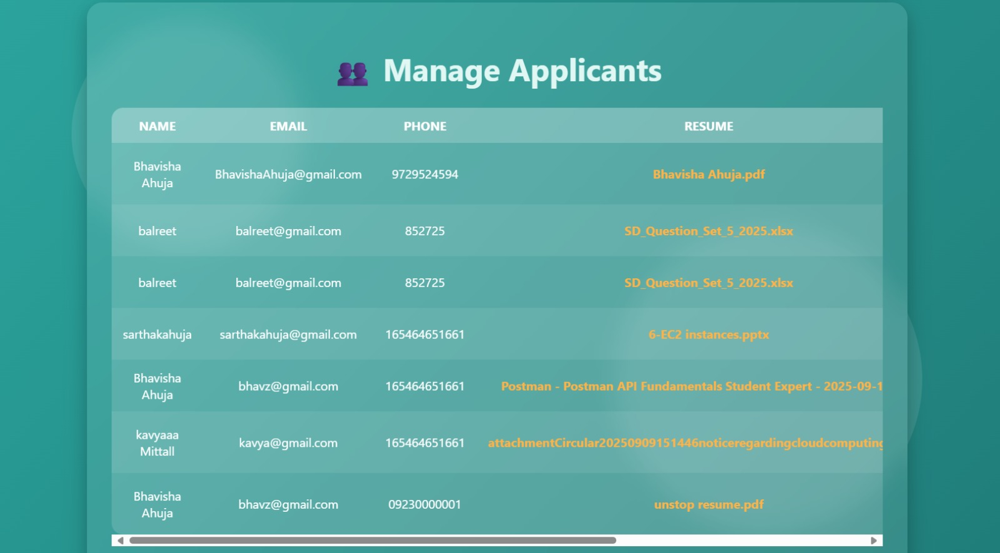 Manage Applicants
NAME EMAIL PHONE RESUME
Bhavisha
Ahuja BhavishaAhuja@gmail.com 9729524594 Bhavisha Ahuja.pdf
balreet balreet@gmail.com 852725 SD_Question_Set_5_2025.xlsx
balreet balreet@gmail.com 852725 SD_Question_Set_5_2025.xlsx
sarthakahuja sarthakahuja@gmail.com 165464651661 6-EC2 instances.pptx
Bhavisha
Ahuja bhavz@gmail.com 165464651661 Postman - Postman API Fundamentals Student Expert - 2025-09-1
kavyaaa
Mittall kavya@gmail.com 165464651661 attachmentCircular20250909151446noticeregardingcloudcomputing
Bhavisha
Ahuja bhavz@gmail.com 09230000001 unstop resume.pdf